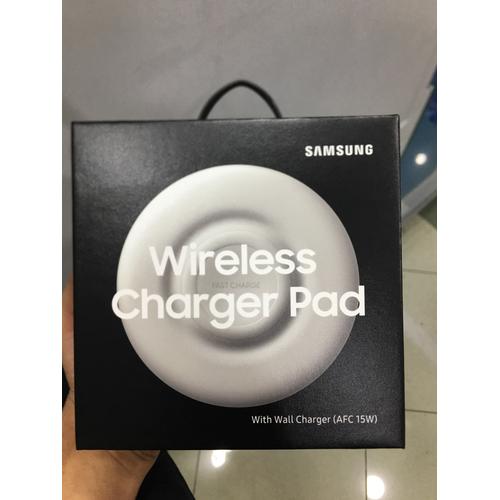 SAMSUNG
Wireless
FAST CHARGE
Charger Pad
With Wall Charger (AFC 15W)